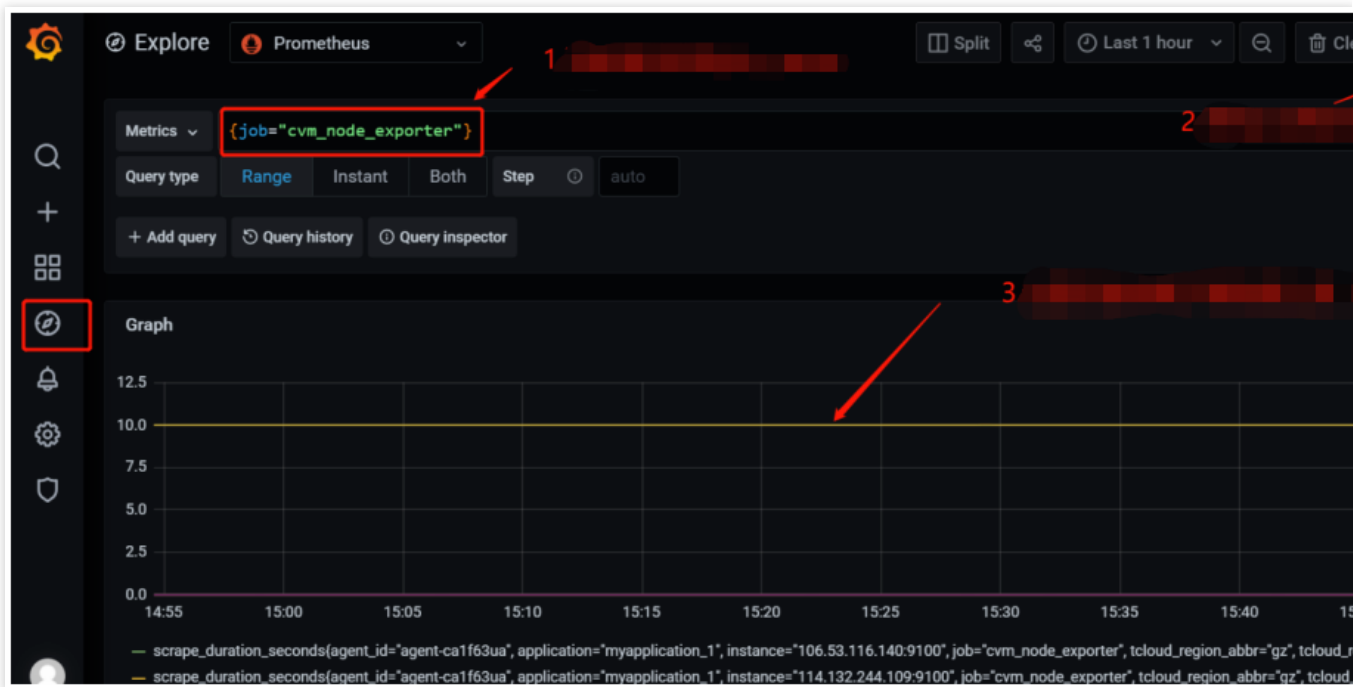 Explore Prometheus Split Last 1 hour Cle
1
Metrics {job="cvm_node_exporter"}
2
Query type Range Instant Both Step auto
+ Add query Query history Query inspector
3
Graph
12.5
10.0
7.5
5.0
2.5
0.0
14:55 15:00 15:05 15:10 15:15 15:20 15:25 15:30 15:35 15:40 15
scrape_duration_seconds{agent_id="agent-ca1f63ua", application="myapplication_1", instance="106.53.116.140:9100", job="cvm_node_exporter", tcloud_region_abbr="gz", tcloud_r
scrape_duration_seconds{agent_id="agent-ca1f63ua", application="myapplication_1", instance="114.132.244.109:9100", job="cvm_node_exporter", tcloud_region_abbr="gz", tcloud